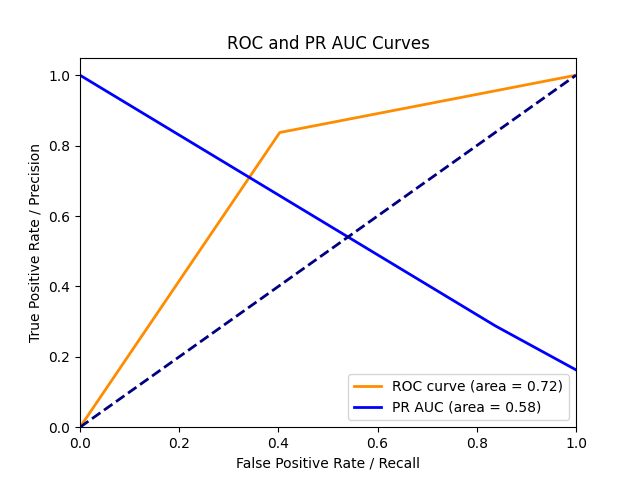 ROC and PR AUC Curves
True Positive Rate / Precision
1.0
0.8
0.6
0.4
0.2
0.0
0.0 0.2 0.4 0.6 0.8 1.0
False Positive Rate / Recall
ROC curve (area = 0.72)
PR AUC (area = 0.58)